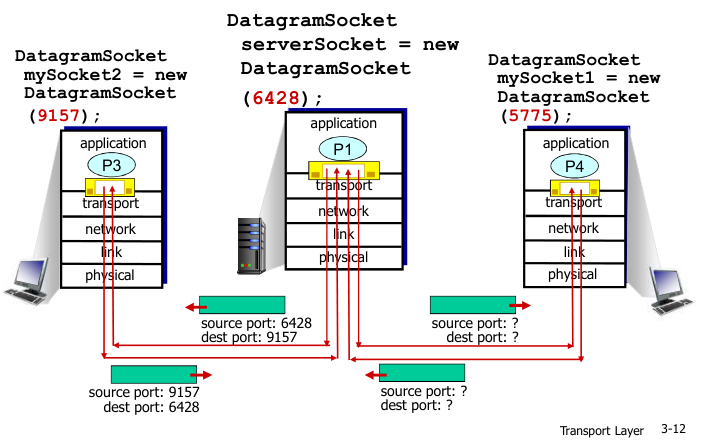 DatagramSocket
mySocket2 = new
DatagramSocket
(9157);
DatagramSocket
serverSocket = new
DatagramSocket
(6428);
DatagramSocket
mySocket1 = new
DatagramSocket
(5775);
application
P3
transport
network
link
physical
application
P1
transport
network
link
physical
application
P4
transport
network
link
physical
source port: 6428
dest port: 9157
source port: ?
dest port: ?
source port: 9157
dest port: 6428
source port: ?
dest port: ?
Transport Layer 3-12